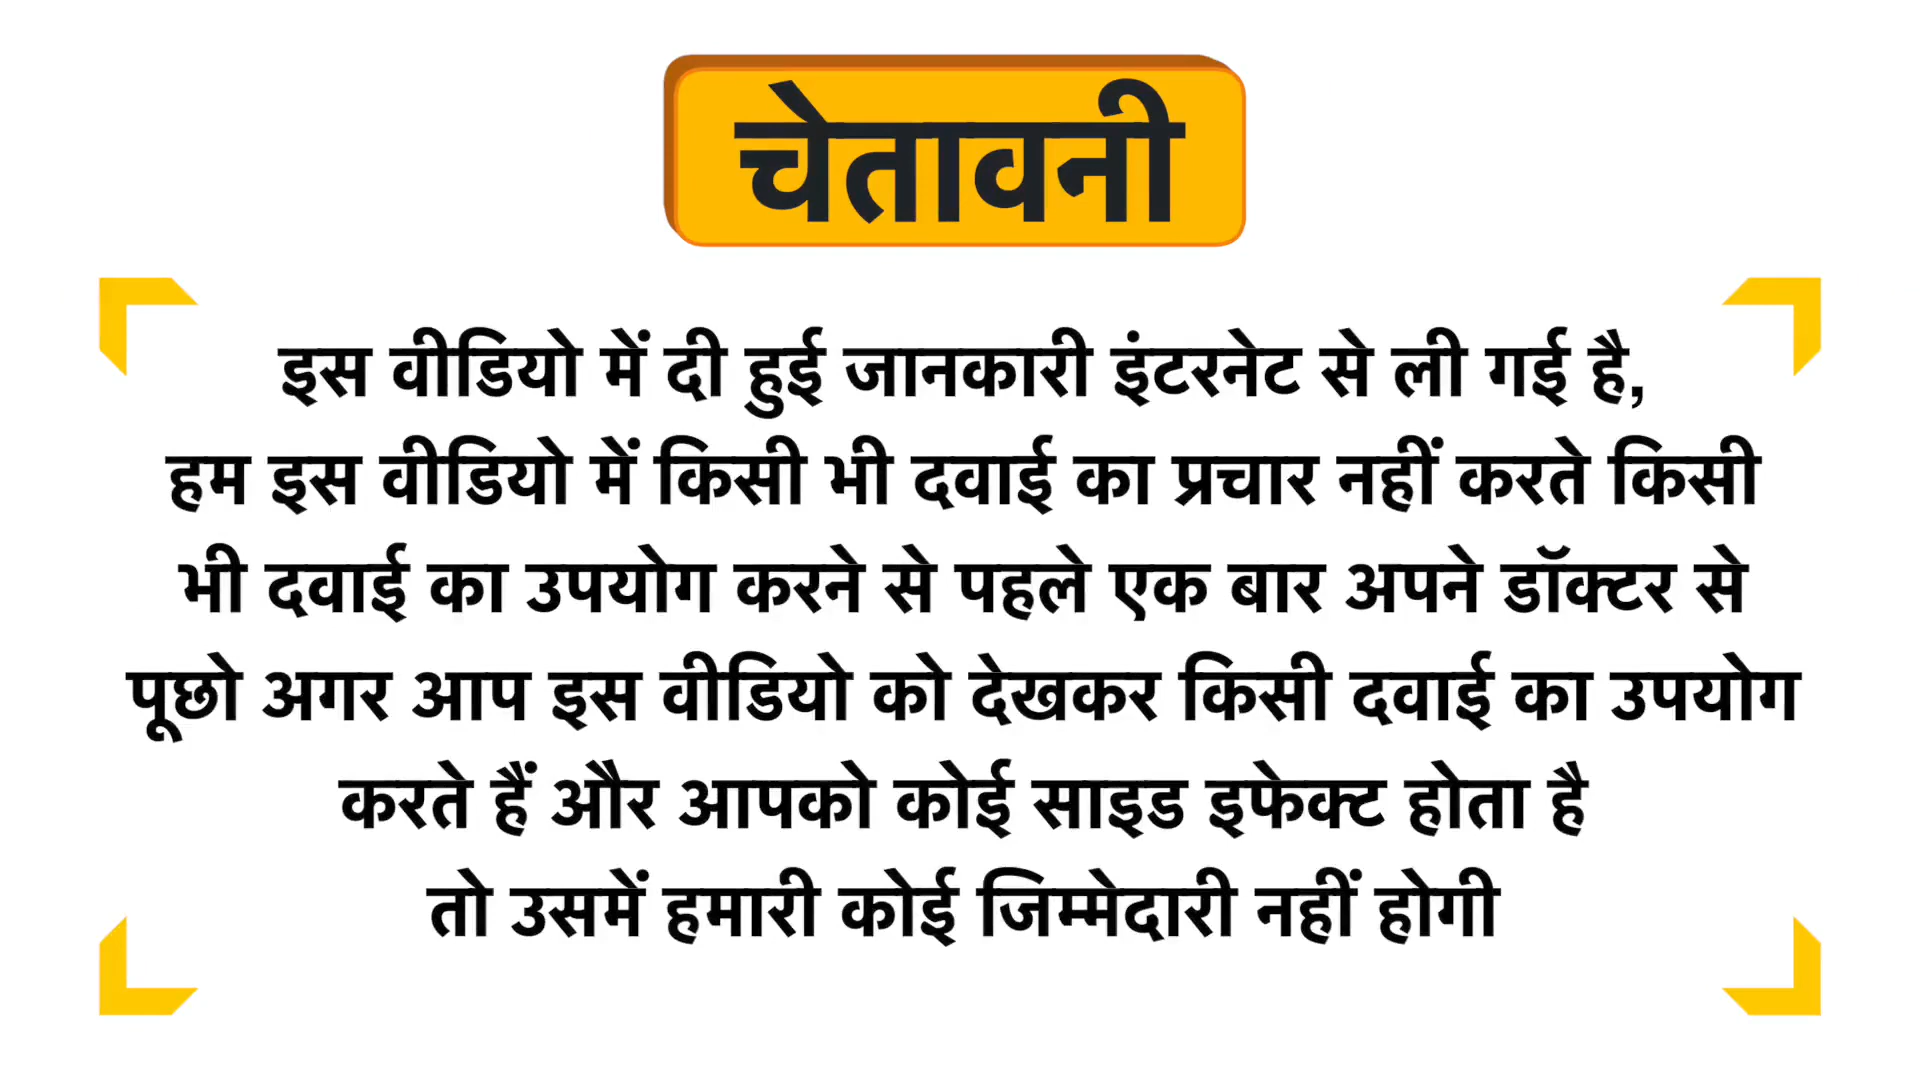 चेतावनी
इस वीडियो में दी हुई जानकारी इंटरनेट से ली गई है,
हम इस वीडियो में किसी भी दवाई का प्रचार नहीं करते किसी
भी दवाई का उपयोग करने से पहले एक बार अपने डॉक्टर से
पूछो अगर आप इस वीडियो को देखकर किसी दवाई का उपयोग
करते हैं और आपको कोई साइड इफेक्ट होता है
तो उसमें हमारी कोई जिम्मेदारी नहीं होगी